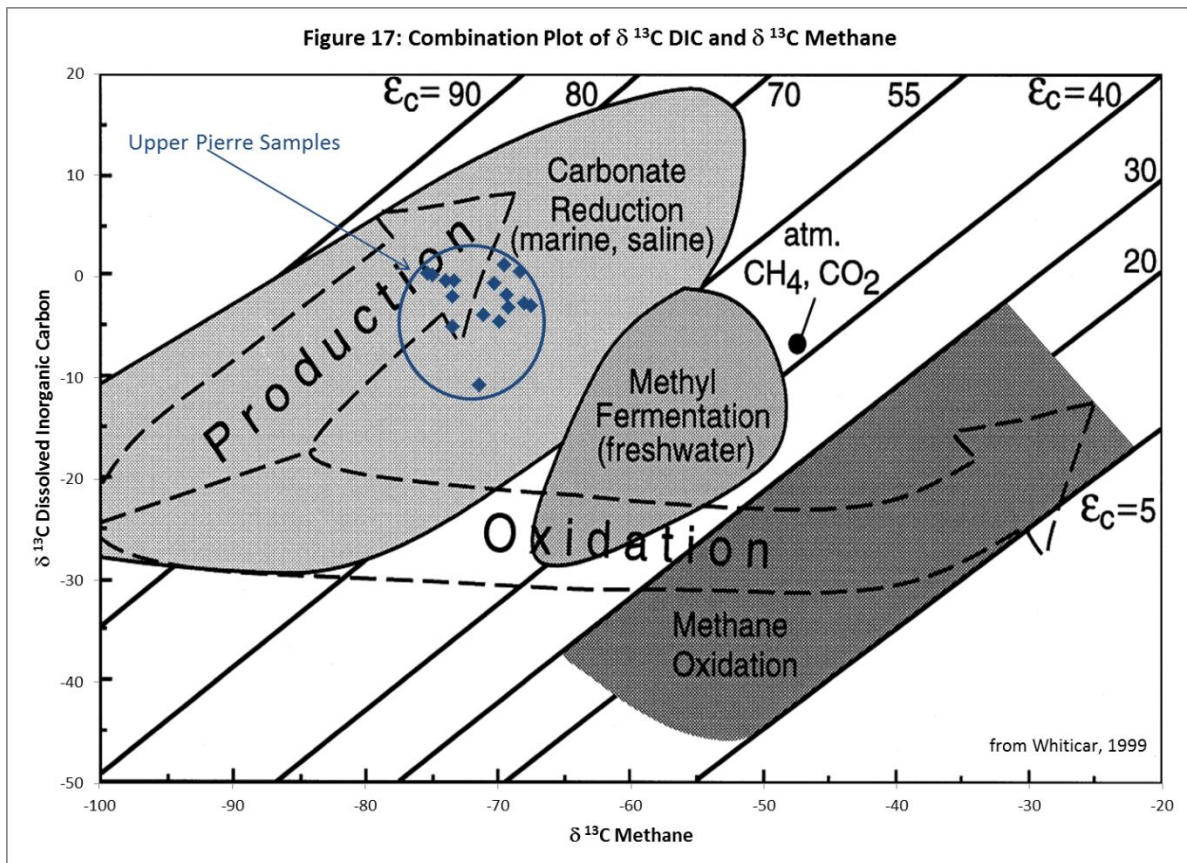 Figure 17: Combination Plot of δ ¹³C DIC and δ ¹³C Methane
20
10
0
-10
-20
-30
-40
-50
δ ¹³C Dissolved Inorganic Carbon
Ɛc= 90
80
70
55
Ɛc= 40
30
20
Ɛc=5
Upper Pierre Samples
Carbonate
Reduction
(marine, saline)
atm.
CH₄, CO₂
Production
Methyl
Fermentation
(freshwater)
Oxidation
Methane
Oxidation
from Whiticar, 1999
-100
-90
-80
-70
-60
-50
-40
-30
-20
δ ¹³C Methane